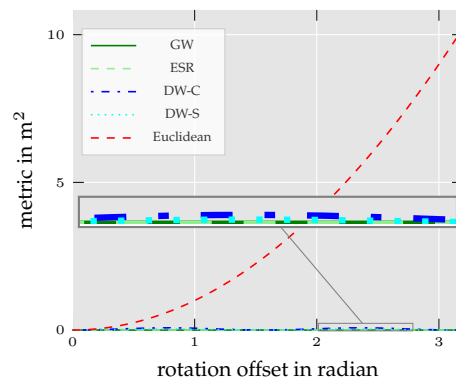 10
5
0
metric in m²
GW
ESR
DW-C
DW-S
Euclidean
0 1 2 3
rotation offset in radian